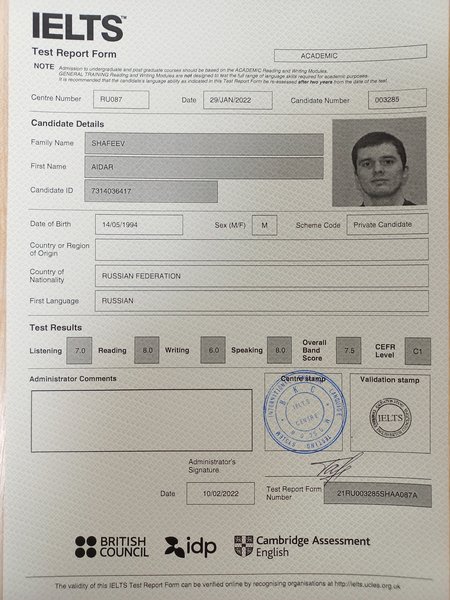 IELTS™
Test Report Form
ACADEMIC
NOTE Admission to undergraduate and post graduate courses should be based on the ACADEMIC Reading and Writing Modules.
GENERAL TRAINING Reading and Writing Modules are not designed to test the full range of language skills required for academic purposes.
It is recommended that the candidate's language ability as indicated in this Test Report Form be re-assessed after two years from the date of the test.
Centre Number RU087 Date 29/JAN/2022 Candidate Number 003285
Candidate Details
Family Name SHAFEEV
First Name AIDAR
Candidate ID 7314036417
Date of Birth 14/05/1994 Sex (M/F) M Scheme Code Private Candidate
Country or Region
of Origin
Country of
Nationality RUSSIAN FEDERATION
First Language RUSSIAN
Test Results
Listening 7.0 Reading 8.0 Writing 6.0 Speaking 8.0 Overall Band Score 7.5 CEFR Level C1
Administrator Comments
Centre stamp
INTERNATIONAL LANGUAGE TESTING SYSTEM
BKC
IELTS
CENTRE
Validation stamp
IELTS
Administrator's
Signature
Date 10/02/2022
Test Report Form
Number 21RU003285SHAA087A
BRITISH
COUNCIL
idp
Cambridge Assessment
English
The validity of this IELTS Test Report Form can be verified online by recognising organisations at http://ielts.ucles.org.uk